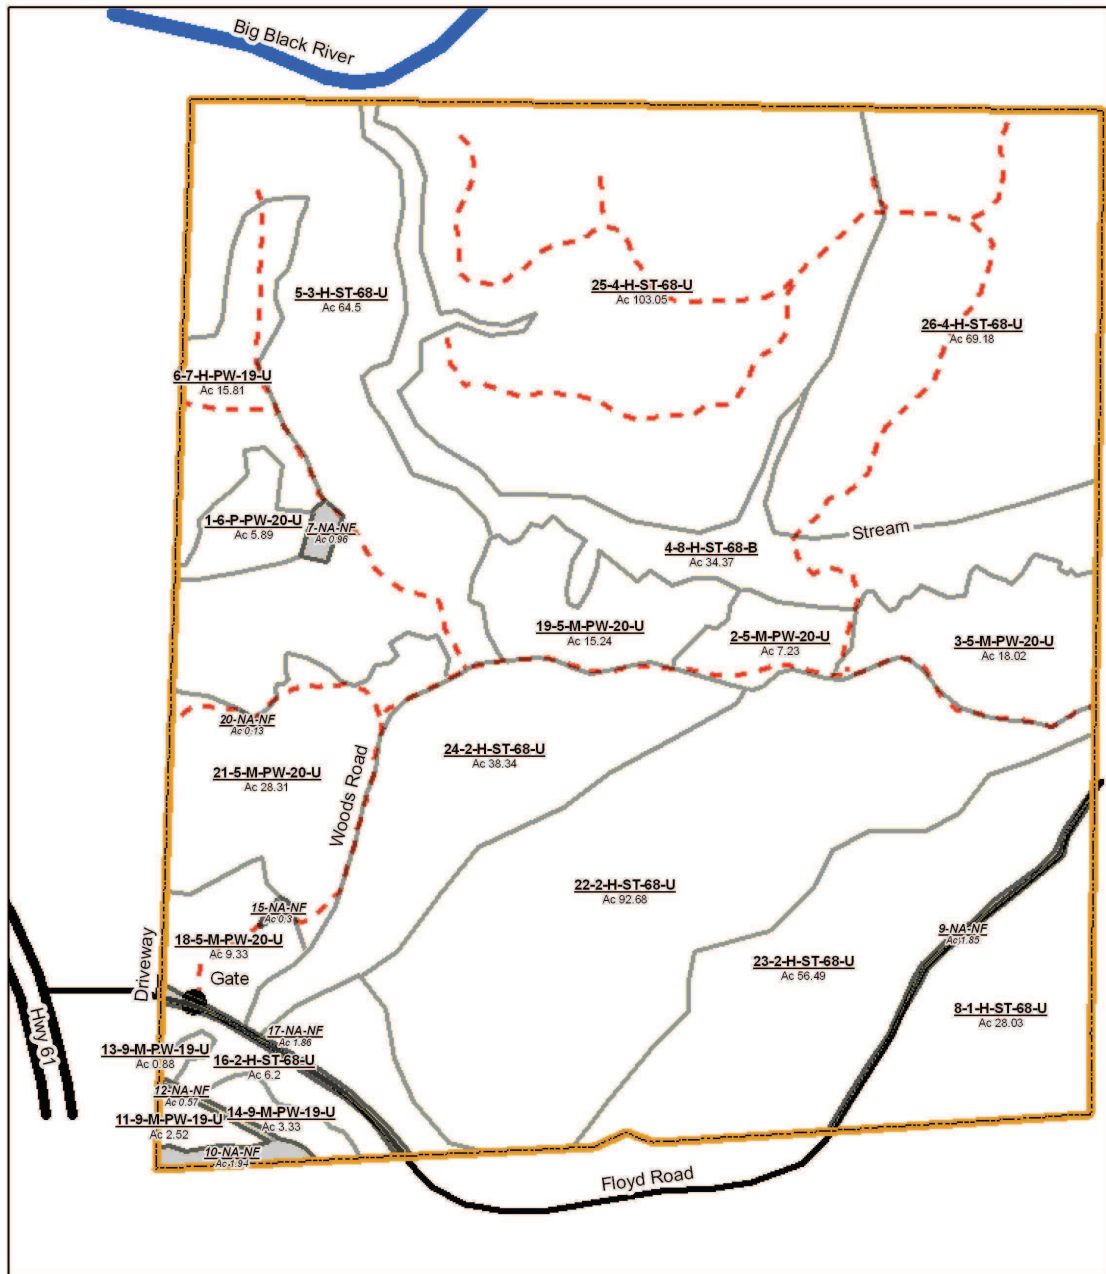 Big Black River
5-3-H-ST-68-U
Ac 64.5
25-4-H-ST-68-U
Ac 103.05
26-4-H-ST-68-U
Ac 69.18
6-7-H-PW-19-U
Ac 15.81
1-6-P-PW-20-U
Ac 5.89
7-NA-NF
Ac 0.96
Stream
4-8-H-ST-68-B
Ac 34.37
19-5-M-PW-20-U
Ac 15.24
2-5-M-PW-20-U
Ac 7.23
3-5-M-PW-20-U
Ac 18.02
20-NA-NF
Ac 0.13
24-2-H-ST-68-U
Ac 38.34
21-5-M-PW-20-U
Ac 28.31
Woods Road
22-2-H-ST-68-U
Ac 92.68
15-NA-NF
Ac 0.3
18-5-M-PW-20-U
Ac 9.33
9-NA-NF
Ac 1.85
23-2-H-ST-68-U
Ac 56.49
Driveway
Gate
8-1-H-ST-68-U
Ac 28.03
Hwy 61
17-NA-NF
Ac 1.86
13-9-M-PW-19-U
Ac 0.88
16-2-H-ST-68-U
Ac 6.2
12-NA-NF
Ac 0.57
14-9-M-PW-19-U
Ac 3.33
11-9-M-PW-19-U
Ac 2.52
10-NA-NF
Ac 1.94
Floyd Road